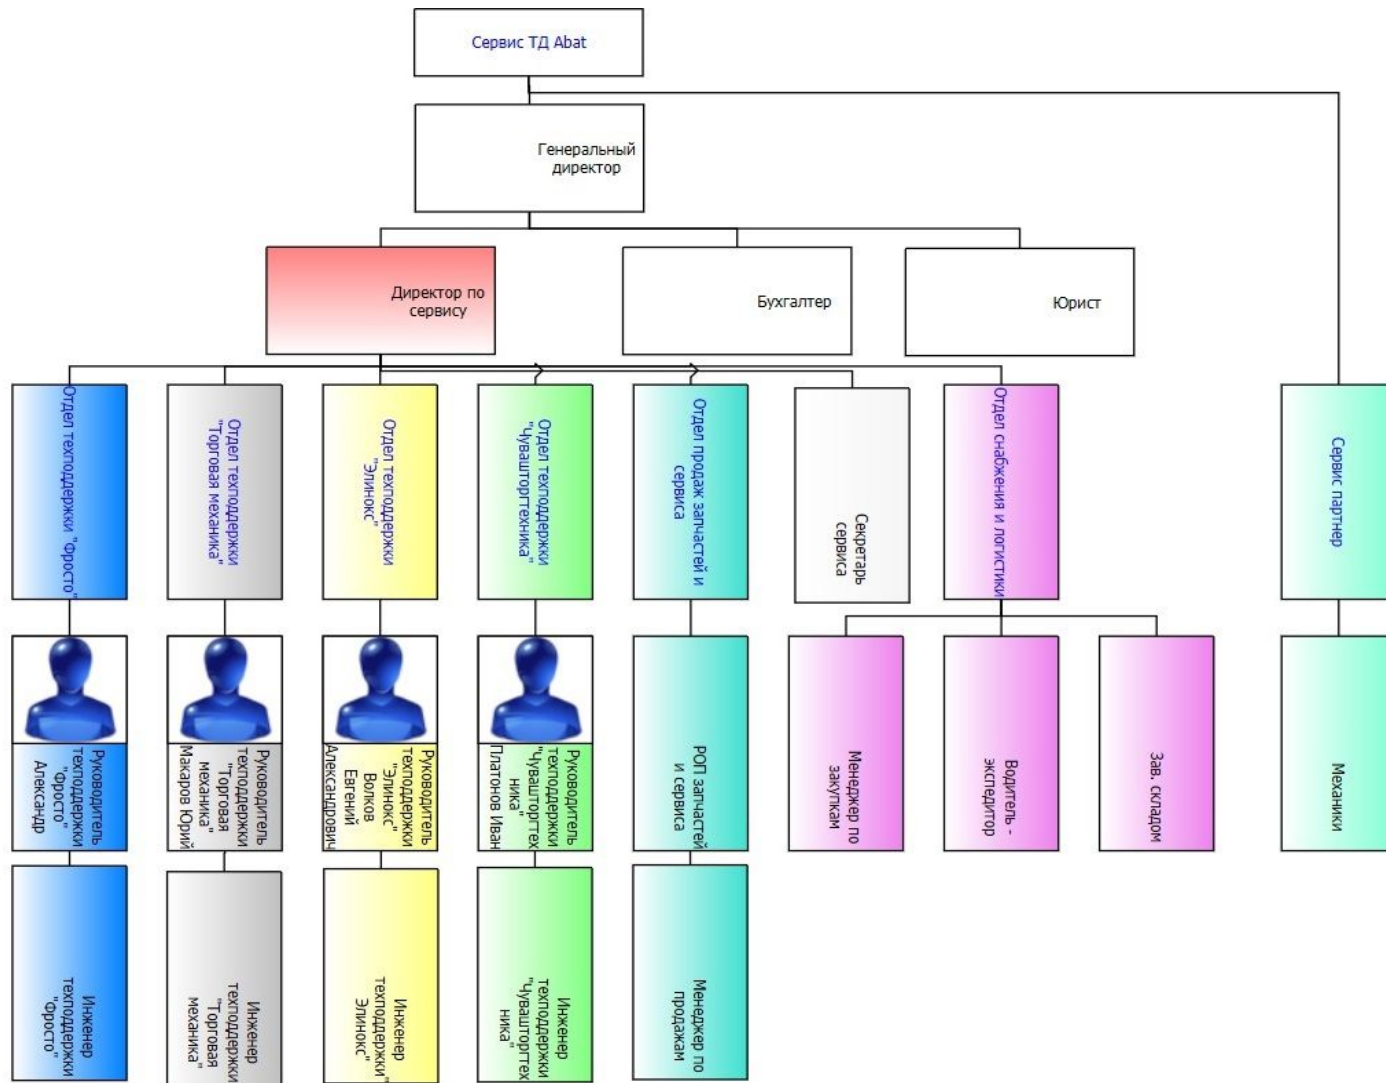 Сервис ТД Abat
Генеральный
директор
Директор по
сервису
Бухгалтер
Юрист
Отдел техподдержки "Фросто"
Отдел техподдержки
"Торговая механика"
Отдел техподдержки
"Элинокс"
Отдел техподдержки
"Чувашторгтехника"
Отдел продаж запчастей и
сервиса
Секретарь
сервиса
Отдел снабжения и логистики
Сервис партнер
Руководитель
техподдержки
"Фросто"
Александр
Руководитель
техподдержки
"Торговая
механика"
Макаров Юрий
Руководитель
техподдержки
"Элинокс"
Волков
Евгений
Александрович
Руководитель
техподдержки
"Чувашторгтех
ника"
Платонов Иван
РОП запчастей
и сервиса
Менеджер по
закупкам
Водитель -
экспедитор
Зав. складом
Механики
Инженер
техподдержки
"Фросто"
Инженер
техподдержки
"Торговая
механика"
Инженер
техподдержки"
Элинокс"
Инженер
техподдержки
"Чувашторгтех
ника"
Менеджер по
продажам